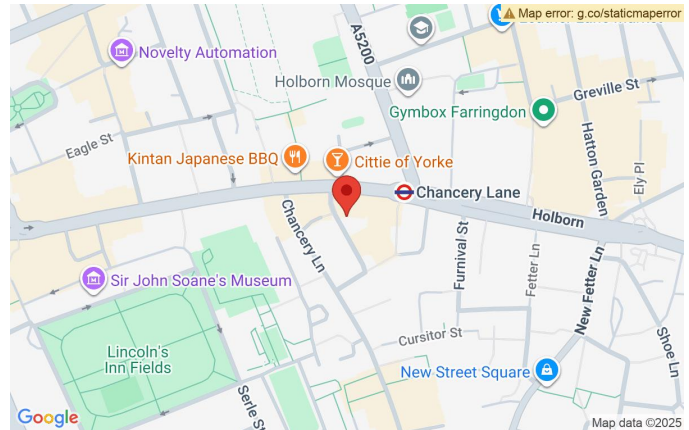 Map error: g.co/staticmaperror
Novelty Automation
A5200
Holborn Mosque
Greville St
Gymbox Farringdon
Eagle St
Kintan Japanese BBQ
Cittie of Yorke
Hatton Garden
Ely Pl
Chancery Lane
Holborn
Chancery Ln
Furnival St
Fetter Ln
New Fetter Ln
Sir John Soane's Museum
Cursitor St
Shoe Ln
Lincoln's
Inn Fields
New Street Square
Serle St
Google
Map data ©2025